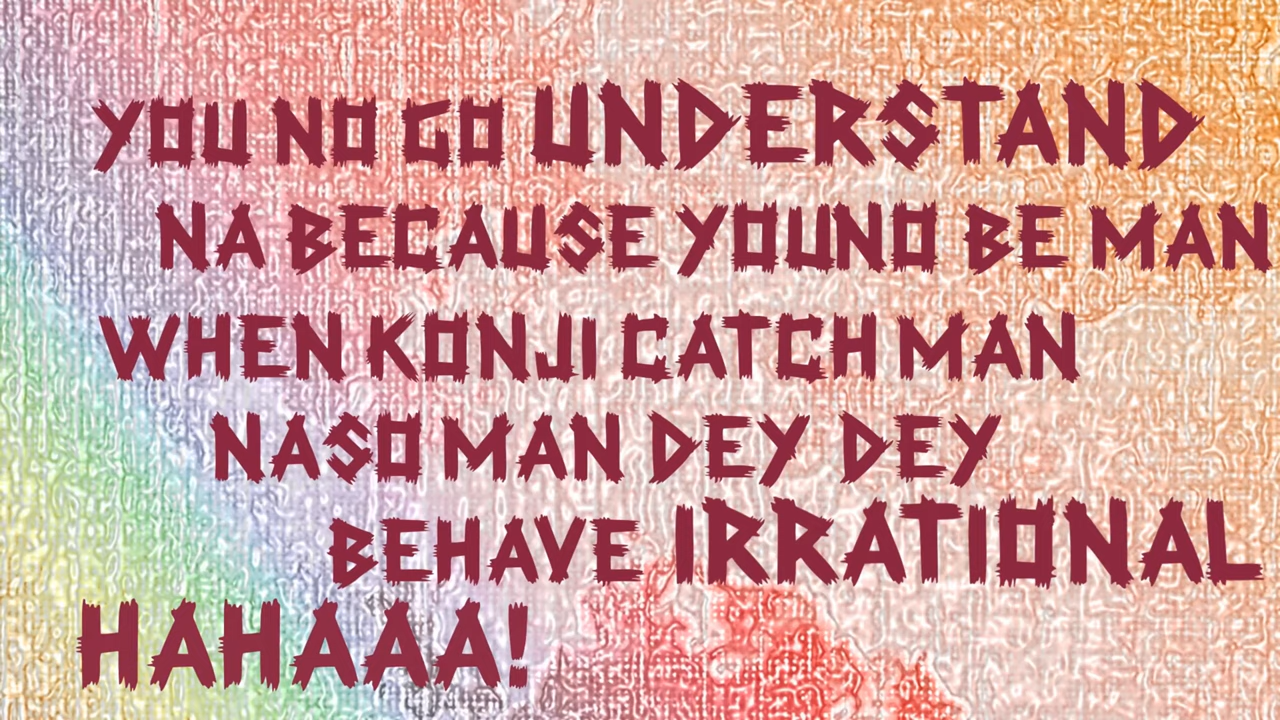 YOU NO GO UNDERSTAND
NA BECAUSE YOUNO BE MAN
WHEN KONJI CATCH MAN
NASO MAN DEY DEY
BEHAVE IRRATIONAL
HAHAAA!